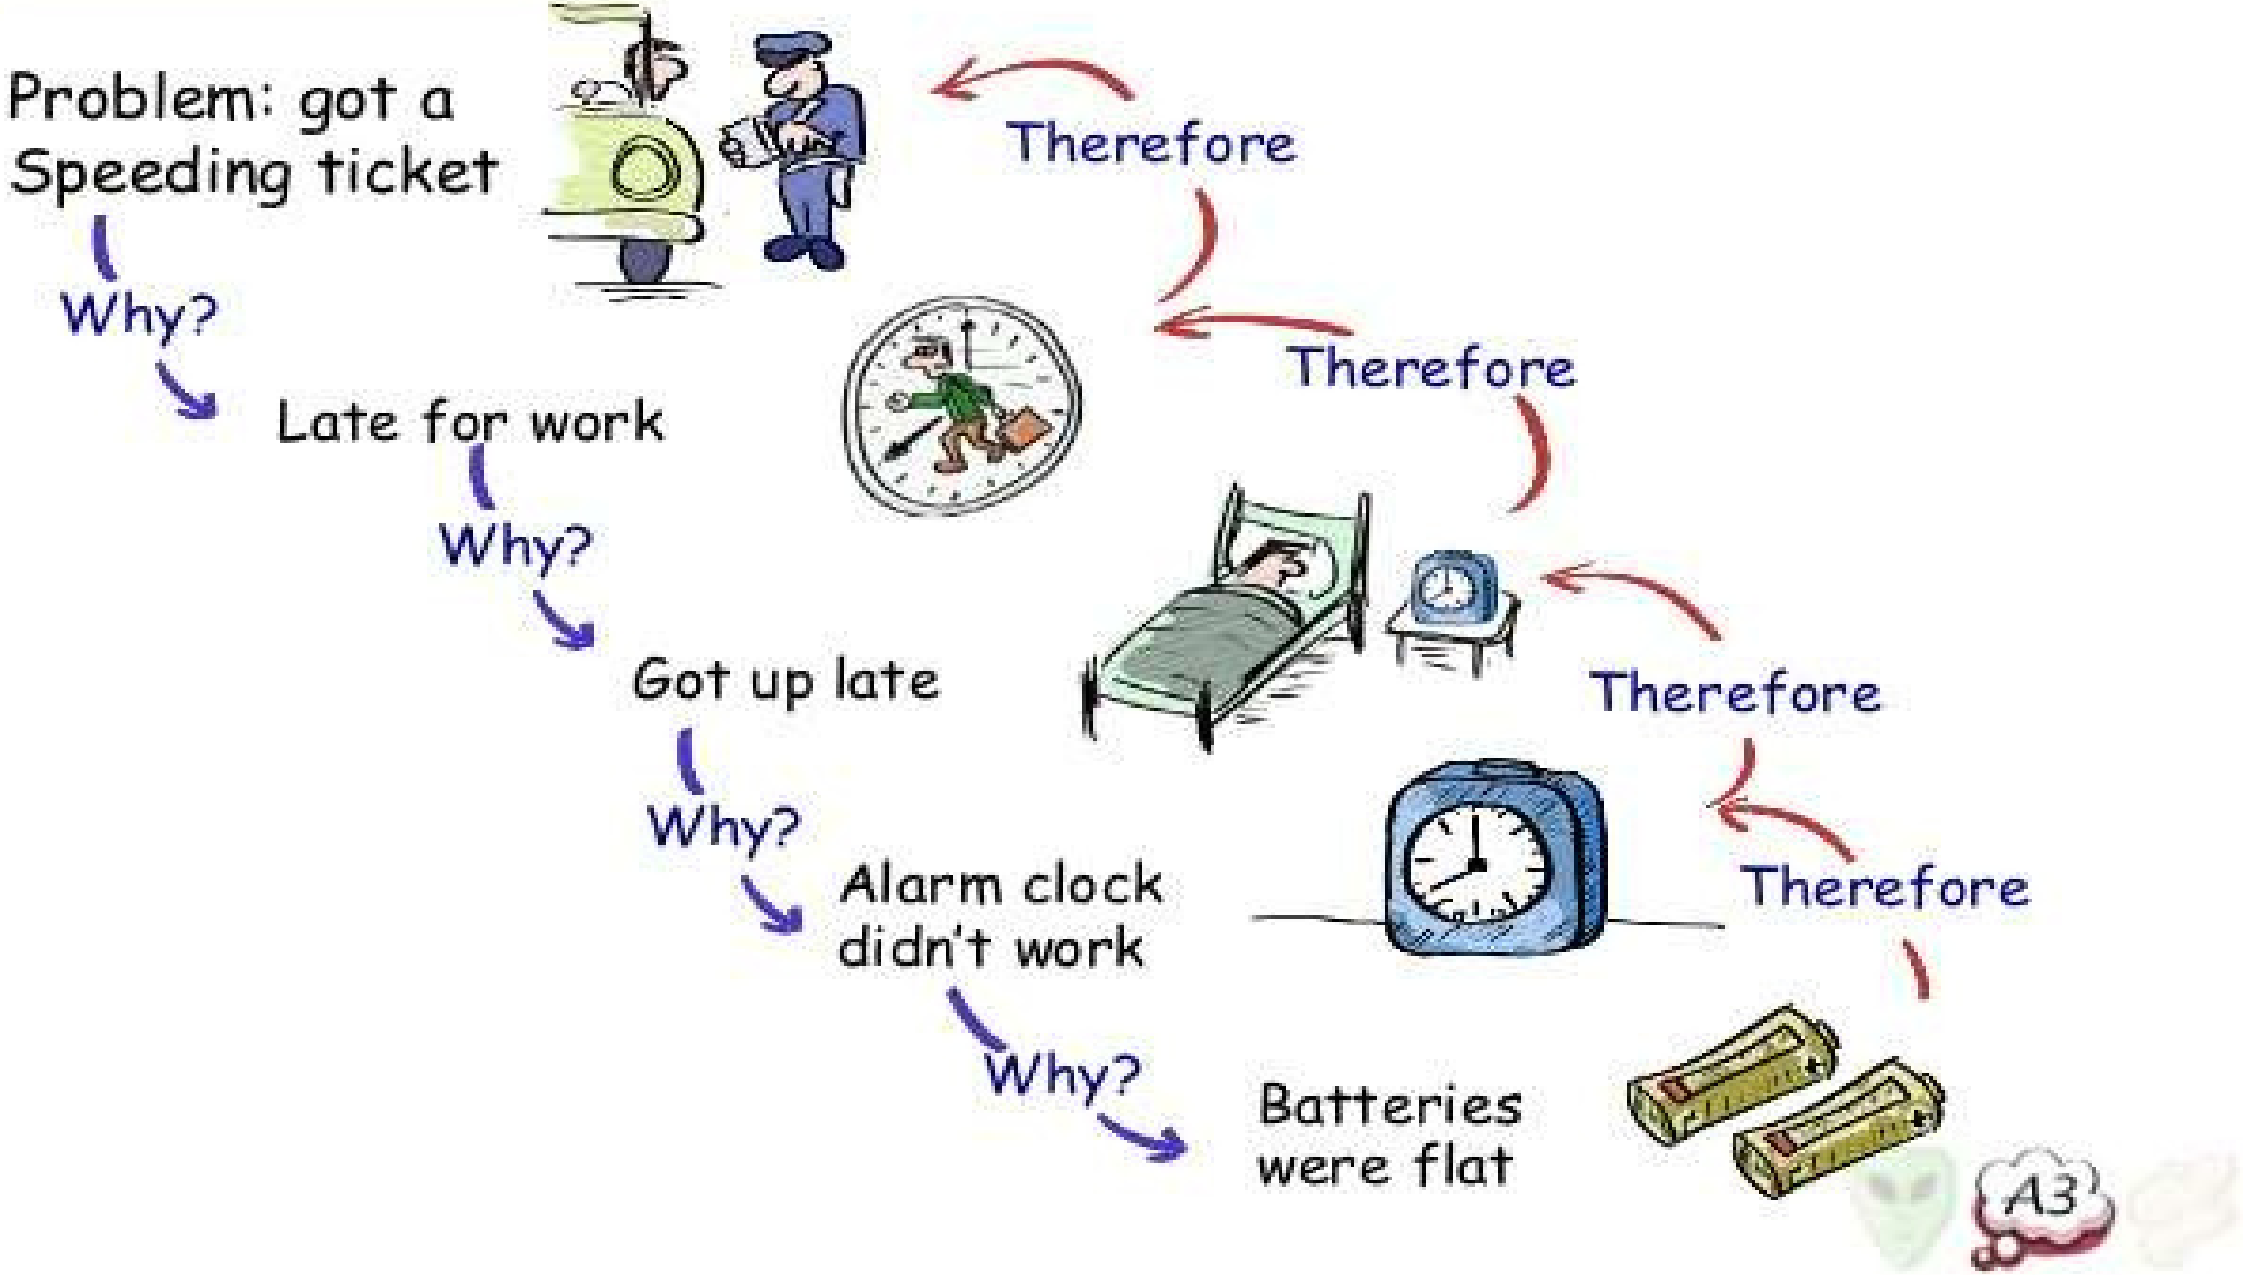 Problem: got a
Speeding ticket
Therefore
Why?
Therefore
Late for work
Why?
Got up late
Therefore
Why?
Alarm clock
didn't work
Therefore
Why?
Batteries
were flat
A3